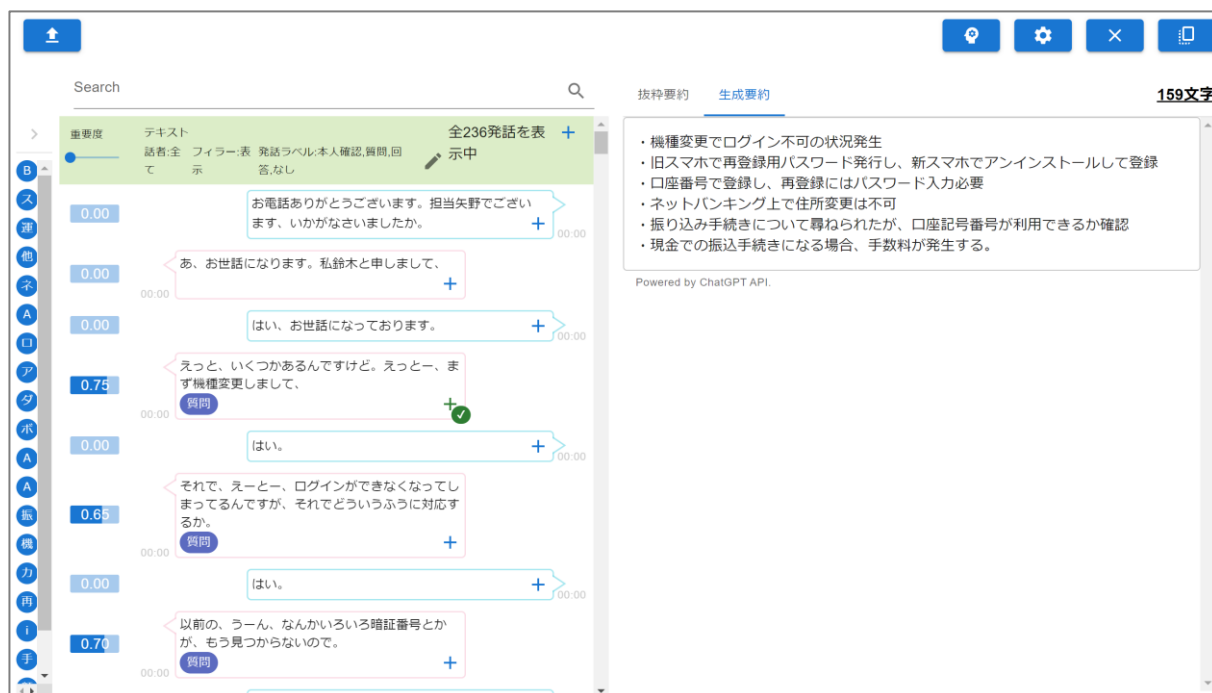 Search
抜粋要約
生成要約
159文字
重要度
テキスト
話者:全て
フィラー:表示
発話ラベル:本人確認,質問,回答,なし
全236発話を表示中
B
ス
運
他
ネ
A
ロ
ア
ダ
ポ
A
A
振
機
カ
再
i
手
0.00
お電話ありがとうございます。担当矢野でござい
ます、いかがなさいましたか。
00:00
0.00
あ、お世話になります。私鈴木と申しまして、
00:00
0.00
はい、お世話になっております。
00:00
0.75
えっと、いくつかあるんですけど。えっとー、ま
ず機種変更しまして、
質問
00:00
0.00
はい。
00:00
0.65
それで、えーとー、ログインができなくなってし
まってるんですが、それでどういうふうに対応す
るか。
質問
00:00
0.00
はい。
00:00
0.70
以前の、うーん、なんかいろいろ暗証番号とか
が、もう見つからないので。
質問
00:00
・機種変更でログイン不可の状況発生
・旧スマホで再登録用パスワード発行し、新スマホでアンインストールして登録
・口座番号で登録し、再登録にはパスワード入力必要
・ネットバンキング上で住所変更は不可
・振り込み手続きについて尋ねられたが、口座記号番号が利用できるか確認
・現金での振込手続きになる場合、手数料が発生する。
Powered by ChatGPT API.